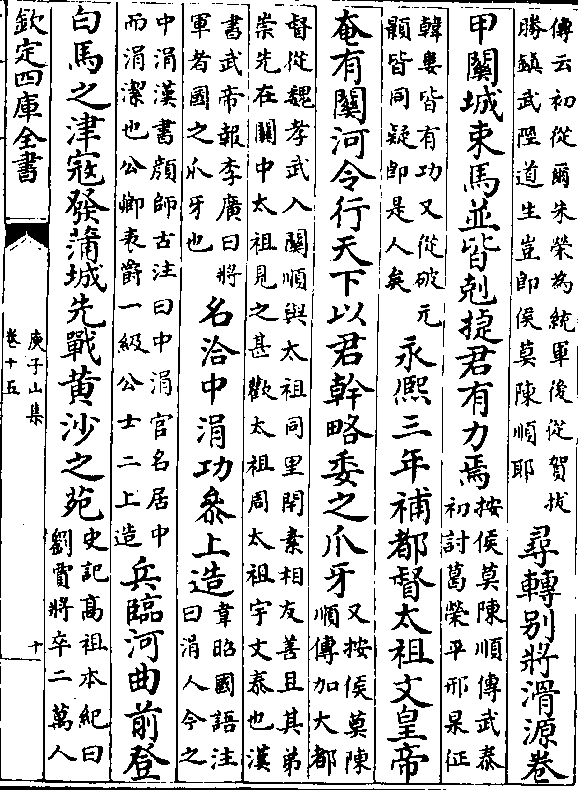 傳云初從爾朱榮為統軍後從賀拔
勝鎮武陘道生豈即侯莫陳順耶
尋轉别將滑源卷
甲闗城束馬並皆剋捷君有力焉
按侯莫陳順傳武泰
初討葛榮平邢杲征
韓婁皆有功又從破元
顥皆同疑即是人矣
永熙三年補都督太祖文皇帝
奄有闗河令行天下以君幹略委之爪牙
又按侯莫陳
順傳加大都
督從魏孝武入闗順與太祖同里閈素相友善且其弟
崇先在闗中太祖見之甚歡太祖周太祖宇文泰也漢
書武帝報李廣曰將
軍者國之爪牙也
名洽中涓功叅上造
韋昭國語注
曰涓人今之
中涓漢書顔師古注曰中涓官名居中
而涓潔也公卿表爵一級公士二上造
兵臨河曲前登
白馬之津寇發蒲城先戰黄沙之苑
史記髙祖本紀曰
劉賈將卒二萬人
欽定四庫全書
庾子山集
卷十五
十